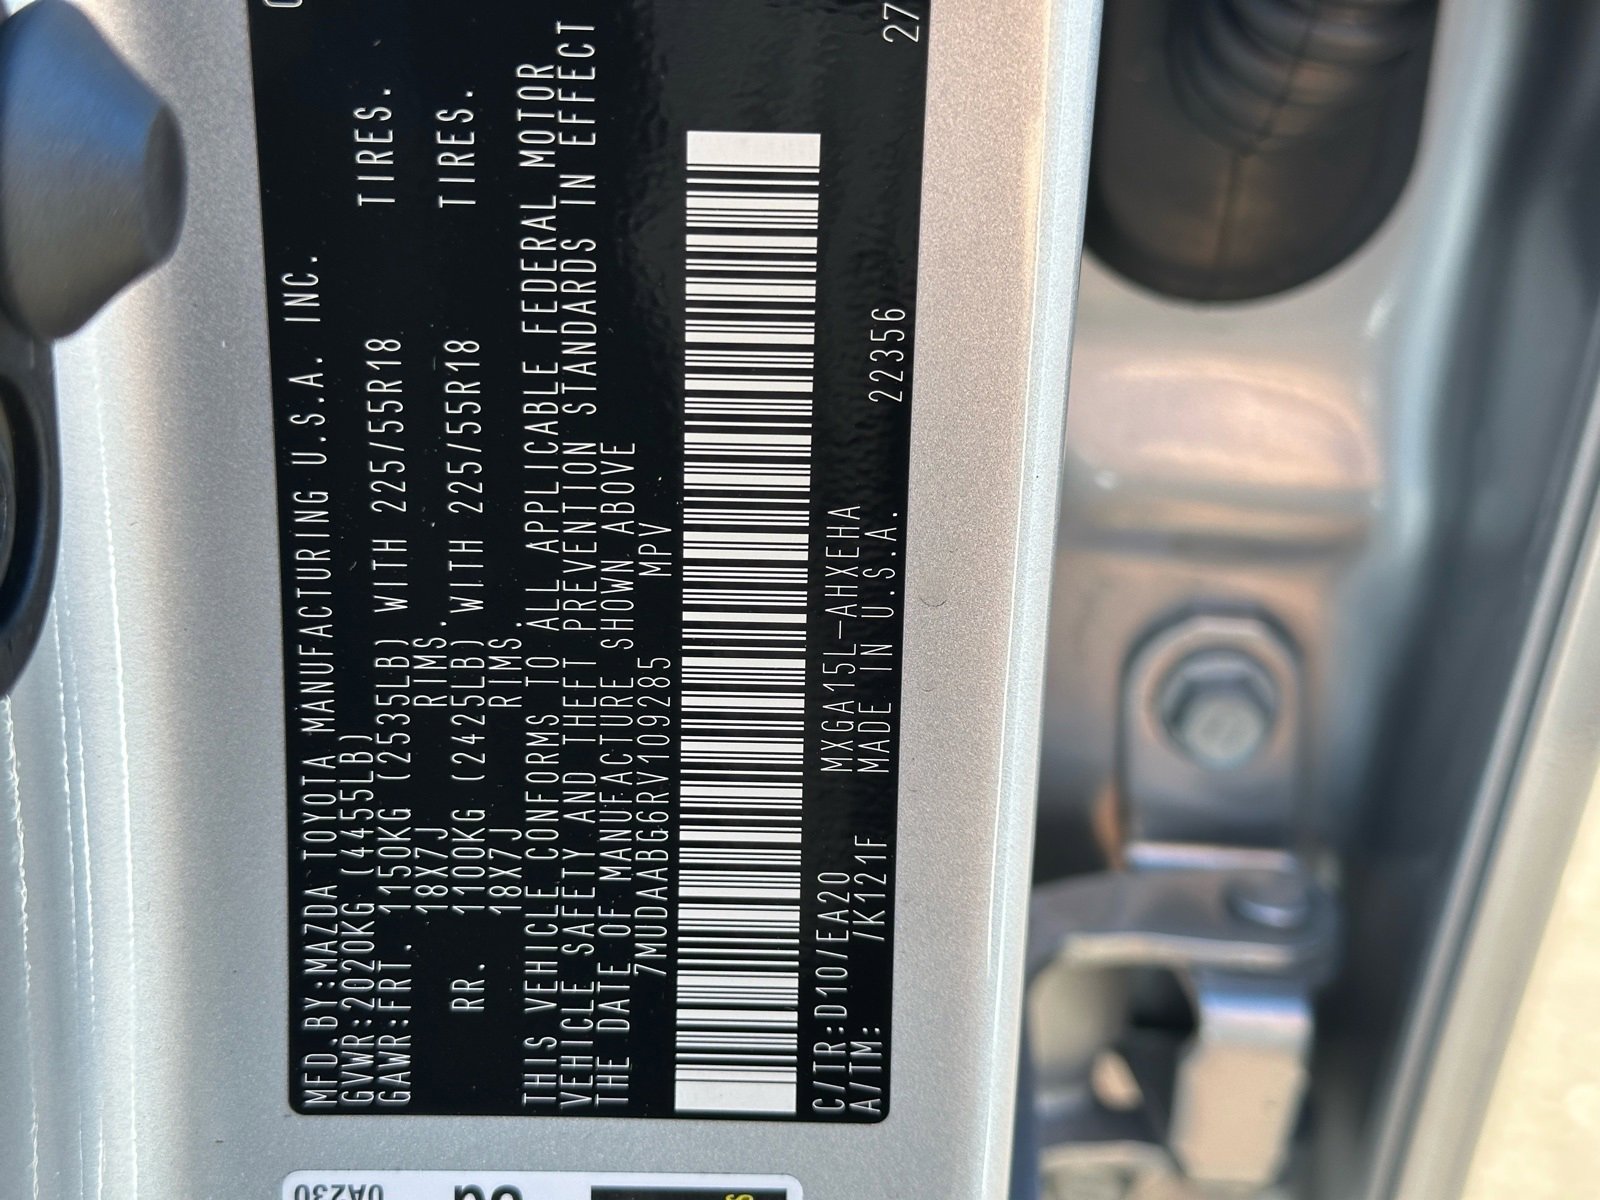 MFD.BY:MAZDA TOYOTA MANUFACTURING U.S.A. INC.
GVWR:2020KG (4455LB)
GAWR:FRT. 1150KG (2535LB) WITH 225/55R18 TIRES.
18X7J RIMS.
RR. 1100KG (2425LB) WITH 225/55R18 TIRES.
18X7J RIMS.
THIS VEHICLE CONFORMS TO ALL APPLICABLE FEDERAL MOTOR
VEHICLE SAFETY AND THEFT PREVENTION STANDARDS IN EFFECT
THE DATE OF MANUFACTURE SHOWN ABOVE
7MUDAABG6RV109285 MPV
C/TR:D10/EA20 MXGA15L-AHXEHA 22356 27
A/TM: /K121F MADE IN U.S.A.
0A230